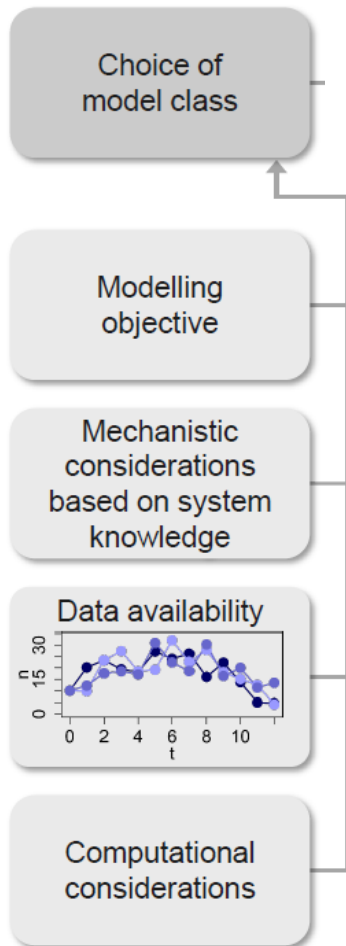 Choice of
model class
Modelling
objective
Mechanistic
considerations
based on system
knowledge
Data availability
30
15
0
n
0 2 4 6 8 10
t
Computational
considerations